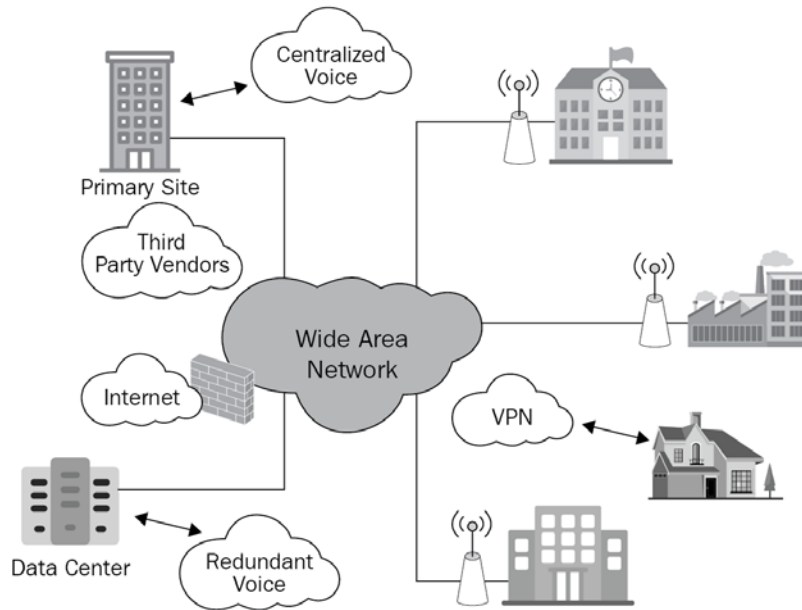 Centralized
Voice
Primary Site
Third
Party Vendors
Wide Area
Network
Internet
VPN
Data Center
Redundant
Voice